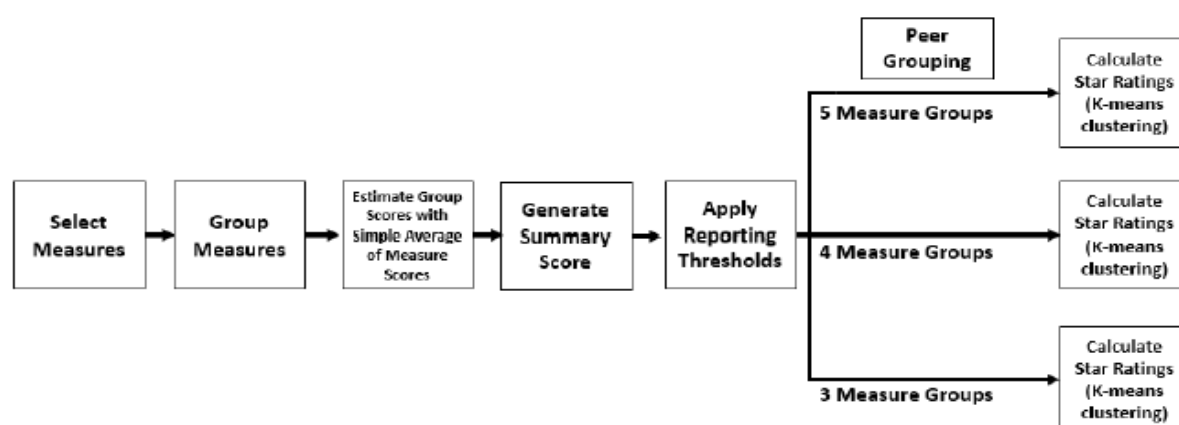 Peer
Grouping
Calculate
Star Ratings
(K-means
clustering)
5 Measure Groups
Select
Measures
Group
Measures
Estimate Group
Scores with
Simple Average
of Measure
Scores
Generate
Summary
Score
Apply
Reporting
Thresholds
Calculate
Star Ratings
(K-means
clustering)
4 Measure Groups
Calculate
Star Ratings
(K-means
clustering)
3 Measure Groups